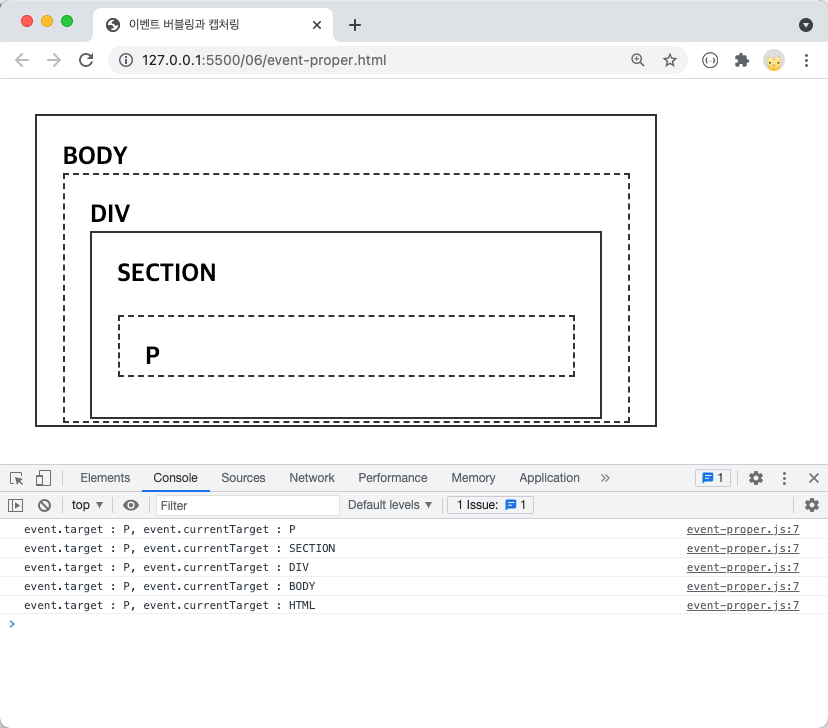 이벤트 버블링과 캡처링
127.0.0.1:5500/06/event-proper.html
BODY
DIV
SECTION
P
Elements Console Sources Network Performance Memory Application » 1
top ▼ Filter Default levels ▼ 1 Issue: 1
event.target : P, event.currentTarget : P event-proper.js:7
event.target : P, event.currentTarget : SECTION event-proper.js:7
event.target : P, event.currentTarget : DIV event-proper.js:7
event.target : P, event.currentTarget : BODY event-proper.js:7
event.target : P, event.currentTarget : HTML event-proper.js:7